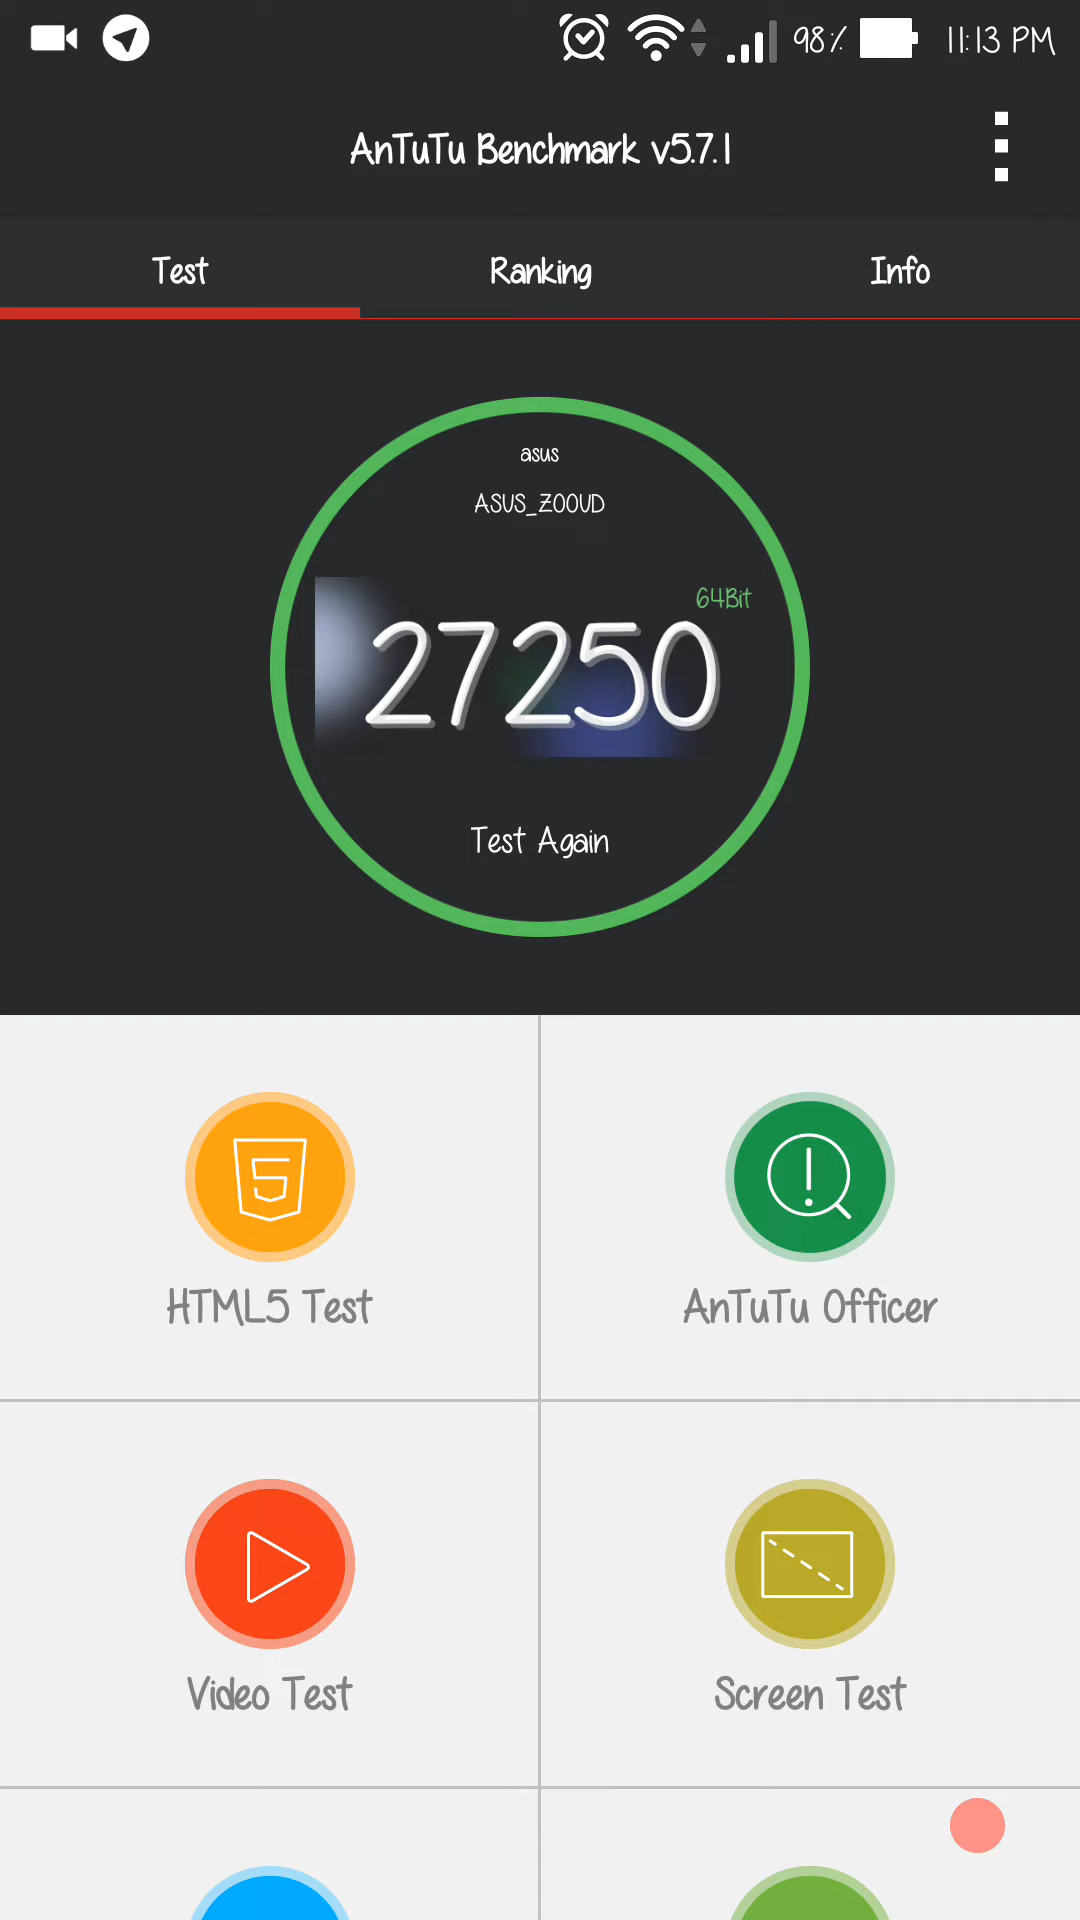 98% 11:13 PM
AnTuTu Benchmark v5.7.1
Test Ranking Info
asus
ASUS_Z00UD
64Bit
27250
Test Again
HTML5 Test AnTuTu Officer
Video Test Screen Test